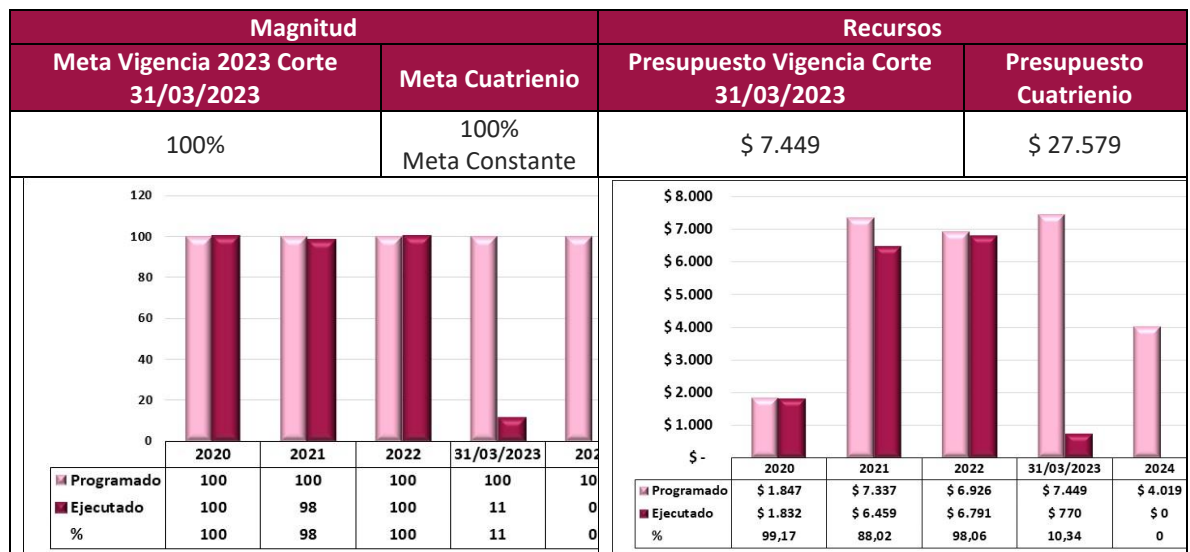 Magnitud
Recursos
Meta Vigencia 2023 Corte
31/03/2023
Meta Cuatrienio
Presupuesto Vigencia Corte
31/03/2023
Presupuesto
Cuatrienio
100%
100%
Meta Constante
$ 7.449
$ 27.579
120
100
80
60
40
20
0
2020 2021 2022 31/03/2023 202
Programado 100 100 100 100 10
Ejecutado 100 98 100 11 0
% 100 98 100 11 0
$ 8.000
$ 7.000
$ 6.000
$ 5.000
$ 4.000
$ 3.000
$ 2.000
$ 1.000
$ -
2020 2021 2022 31/03/2023 2024
Programado $ 1.847 $ 7.337 $ 6.926 $ 7.449 $ 4.019
Ejecutado $ 1.832 $ 6.459 $ 6.791 $ 770 $ 0
% 99,17 88,02 98,06 10,34 0